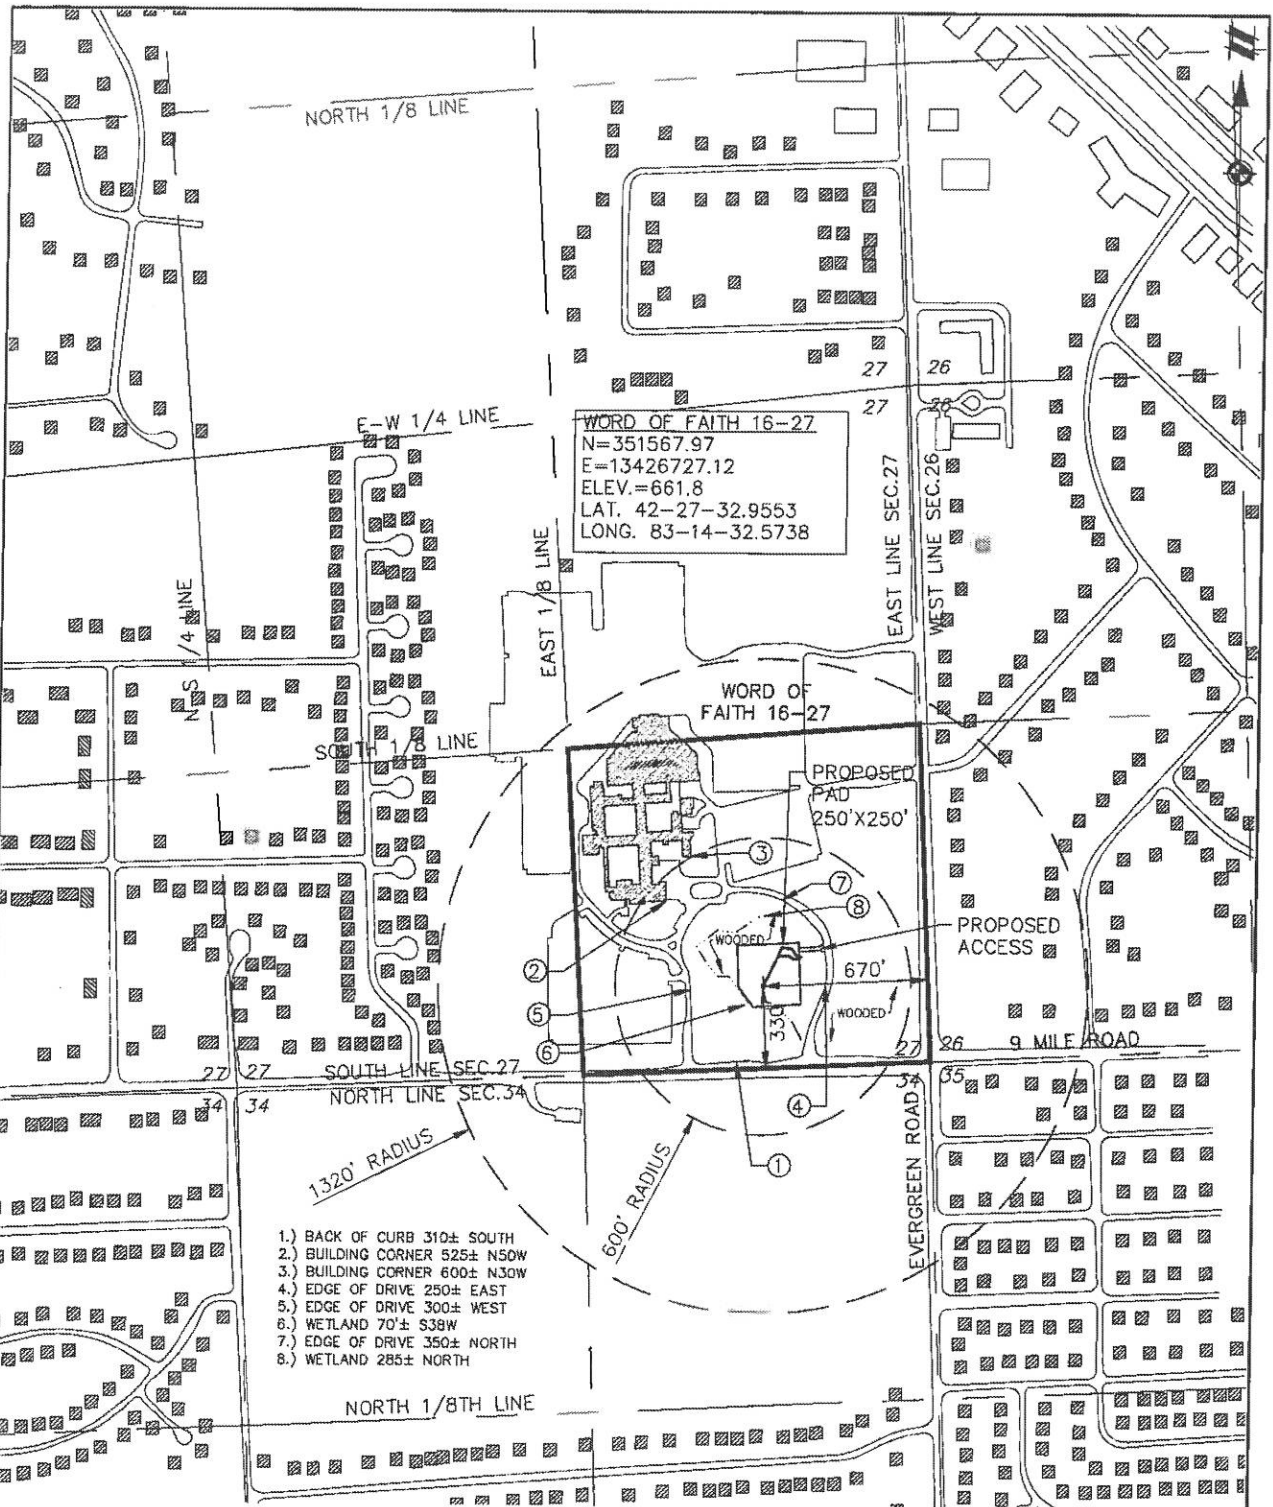 NORTH 1/8 LINE
27 26
27 26
E-W 1/4 LINE
WORD OF FAITH 16-27
N=351567.97
E=13426727.12
ELEV.=661.8
LAT. 42-27-32.9553
LONG. 83-14-32.5738
EAST LINE SEC.27
WEST LINE SEC.26
EAST 1/8 LINE
N-S 1/4 LINE
WORD OF
FAITH 16-27
SOUTH 1/8 LINE
PROPOSED
PAD
250'X250'
3
7
8
WOODED
PROPOSED
ACCESS
2
670'
5
WOODED
330'
6
27 26
9 MILE ROAD
27 27
SOUTH LINE SEC.27
34 35
34 34
NORTH LINE SEC.34
4
EVERGREEN ROAD
1320' RADIUS
1
600' RADIUS
1.) BACK OF CURB 310± SOUTH
2.) BUILDING CORNER 525± N50W
3.) BUILDING CORNER 600± N30W
4.) EDGE OF DRIVE 250± EAST
5.) EDGE OF DRIVE 300± WEST
6.) WETLAND 70'± S38W
7.) EDGE OF DRIVE 350± NORTH
8.) WETLAND 285± NORTH
NORTH 1/8TH LINE